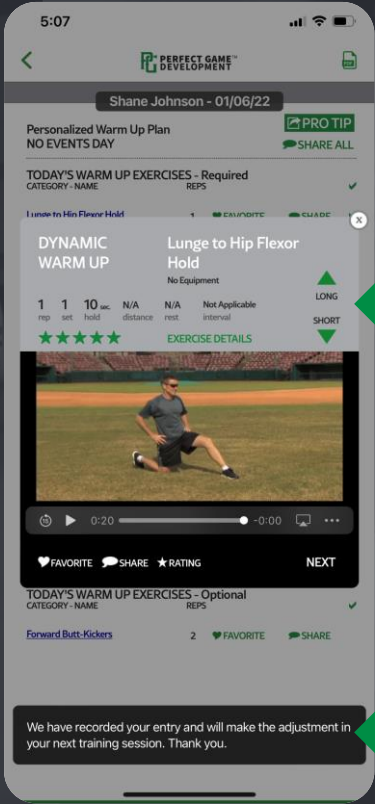 5:07
PG PERFECT GAME™
DEVELOPMENT
PDF
Shane Johnson - 01/06/22
Personalized Warm Up Plan
NO EVENTS DAY
PRO TIP
SHARE ALL
TODAY'S WARM UP EXERCISES - Required
CATEGORY - NAME REPS
Lunge to Hip Flexor Hold 1 FAVORITE SHARE
X
DYNAMIC
WARM UP
Lunge to Hip Flexor
Hold
No Equipment
LONG
SHORT
1 1 10 sec. N/A N/A Not Applicable
rep set hold distance rest interval
EXERCISE DETAILS
15 0:20 -0:00
FAVORITE SHARE RATING NEXT
TODAY'S WARM UP EXERCISES - Optional
CATEGORY - NAME REPS
Forward Butt-Kickers 2 FAVORITE SHARE
We have recorded your entry and will make the adjustment in
your next training session. Thank you.